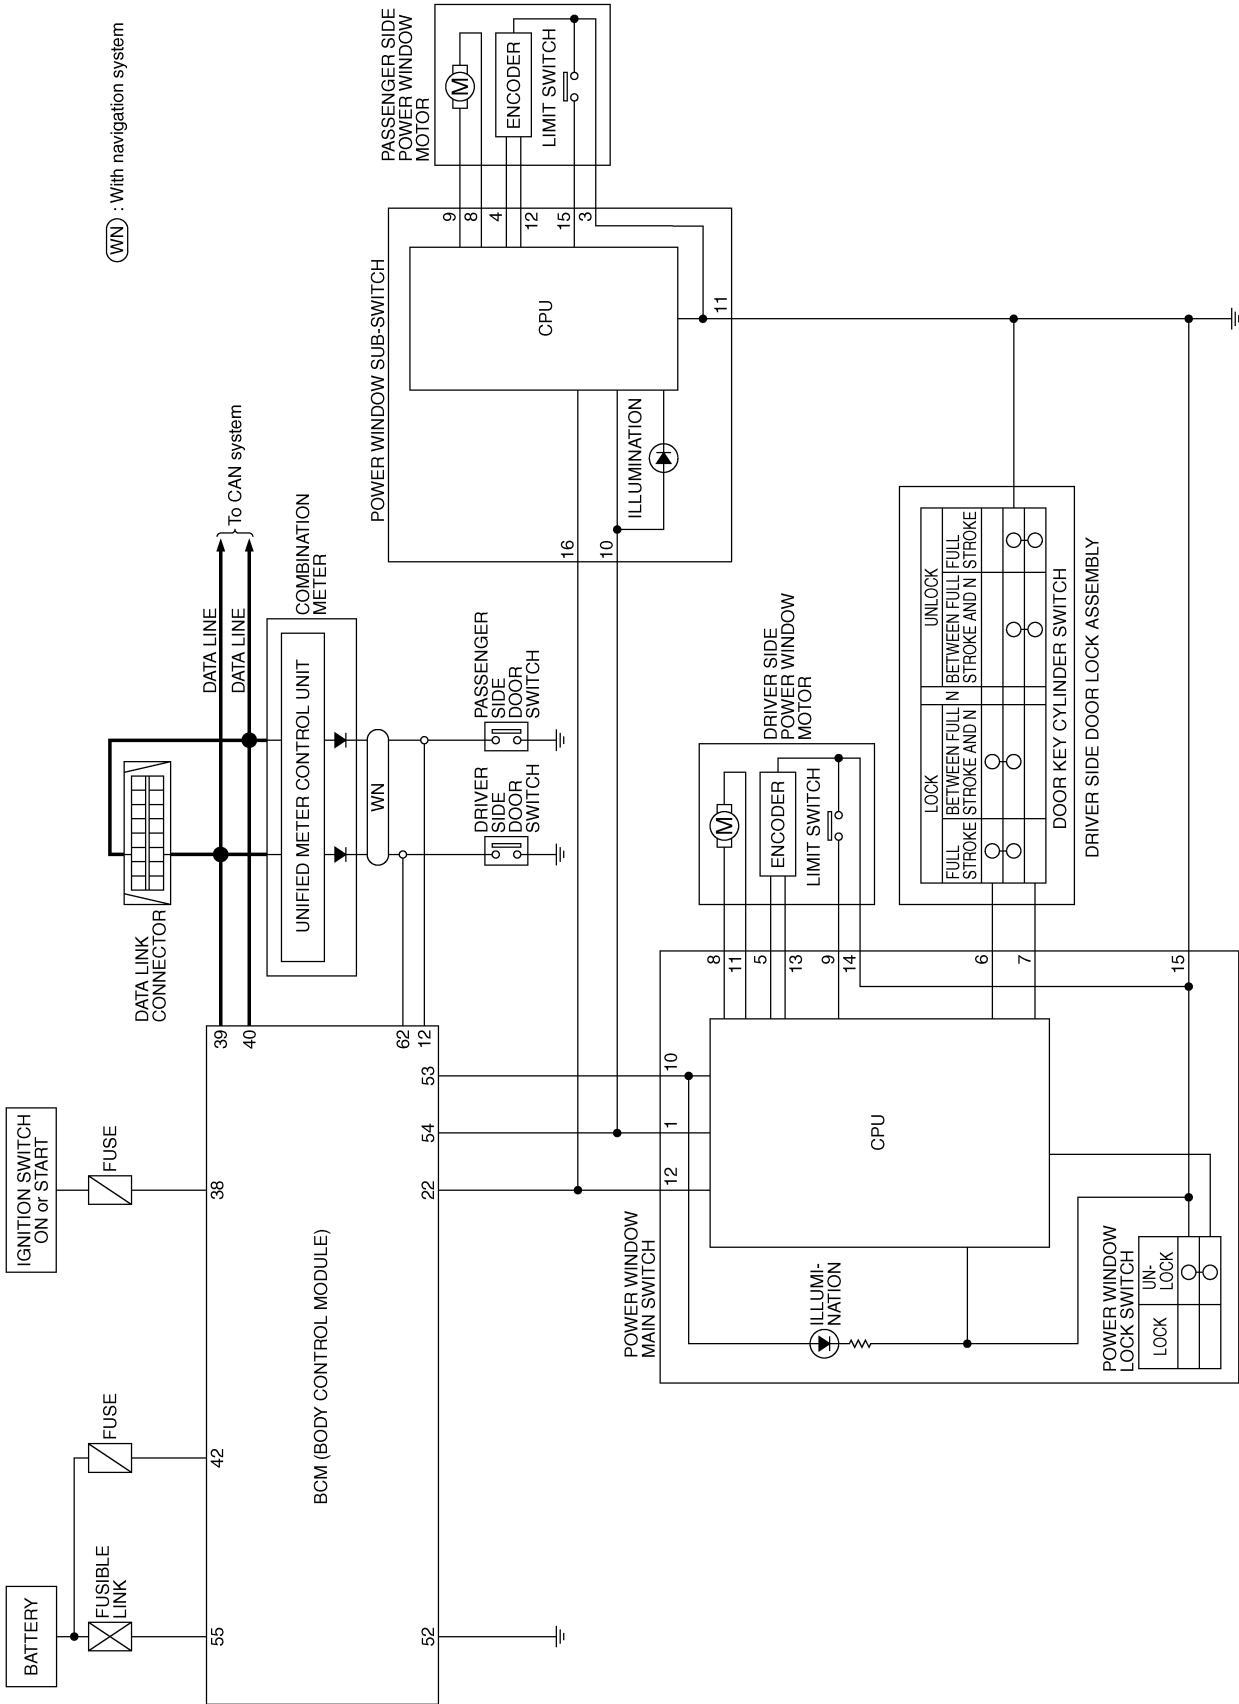 BATTERY
FUSIBLE
LINK
FUSE
IGNITION SWITCH
ON or START
FUSE
55
42
38
BCM (BODY CONTROL MODULE)
52
22
54
53
39
40
62
12
DATA LINK
CONNECTOR
DATA LINE
DATA LINE
To CAN system
COMBINATION
METER
UNIFIED METER CONTROL UNIT
WN
DRIVER
SIDE
DOOR
SWITCH
PASSENGER
SIDE
DOOR
SWITCH
WN : With navigation system
POWER WINDOW SUB-SWITCH
16
10
ILLUMINATION
CPU
9
8
4
12
15
3
11
PASSENGER SIDE
POWER WINDOW
MOTOR
M
ENCODER
LIMIT SWITCH
POWER WINDOW
MAIN SWITCH
12
1
10
CPU
ILLUMI-
NATION
POWER WINDOW
LOCK SWITCH
LOCK
UN-
LOCK
8
11
5
13
9
14
6
7
15
DRIVER SIDE
POWER WINDOW
MOTOR
M
ENCODER
LIMIT SWITCH
LOCK
N
UNLOCK
FULL
STROKE
BETWEEN FULL
STROKE AND N
BETWEEN FULL
STROKE AND N
FULL
STROKE
DOOR KEY CYLINDER SWITCH
DRIVER SIDE DOOR LOCK ASSEMBLY